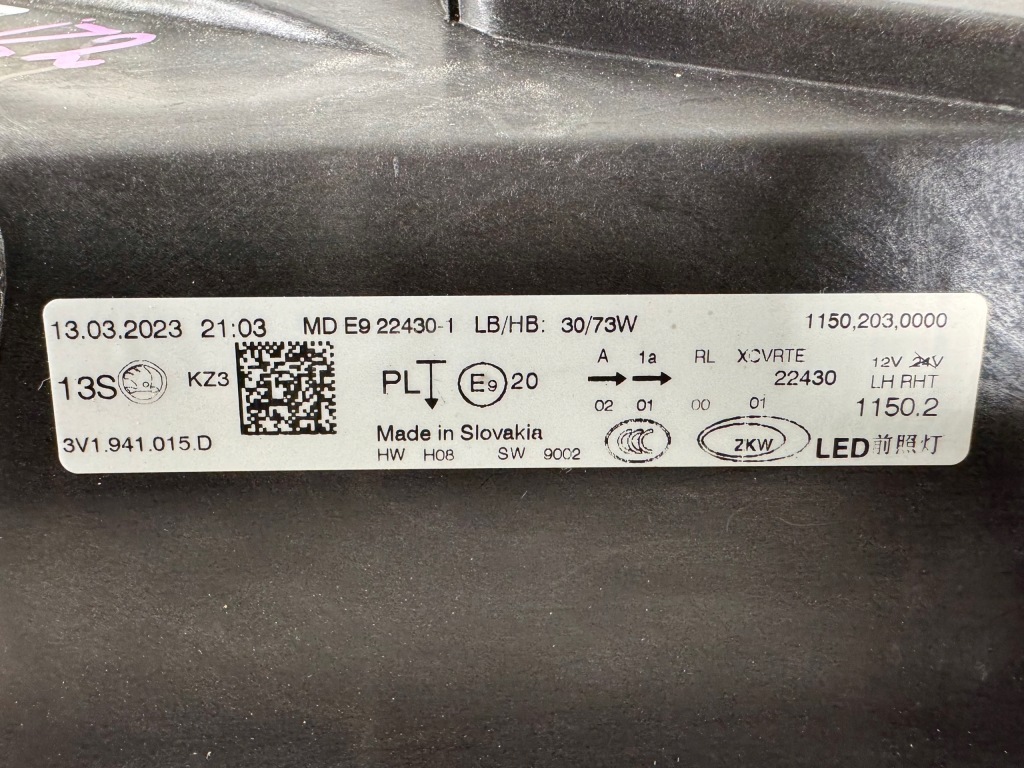 13.03.2023 21:03 MD E9 22430-1 LB/HB: 30/73W 1150,203,0000
A 1a RL XCVRTE 12V 24V
13S KZ3 PL E9 20 22430 LH RHT
02 01 00 01 1150.2
3V1.941.015.D Made in Slovakia CCC ZKW LED前照灯
HW H08 SW 9002